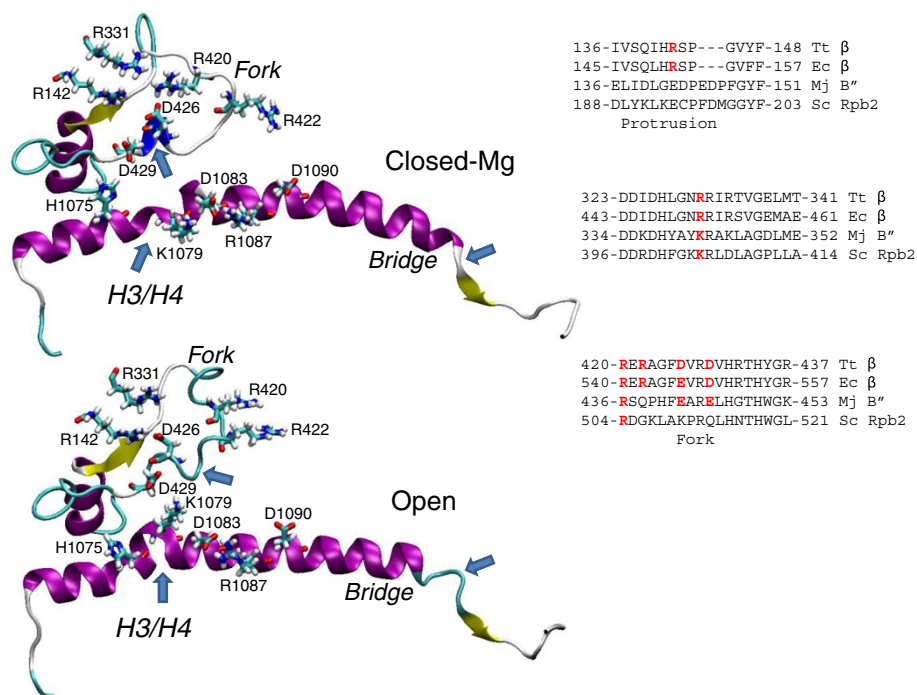 R331
R420
Fork
R142
D426
R422
D429
Closed-Mg
D1083
D1090
H1075
K1079
R1087
Bridge
H3/H4
Fork
R331
R420
R142
D426
R422
D429
K1079
Open
D1083
D1090
H1075
R1087
Bridge
H3/H4
136-IVSQIHRSP---GVYF-148 Tt β
145-IVSQLHRSP---GVFF-157 Ec β
136-ELIDLGEDPEDPFGYF-151 Mj B″
188-DLYKLKECPFDMGGYF-203 Sc Rpb2
Protrusion
323-DDIDHLGNRRIRTVGELMT-341 Tt β
443-DDIDHLGNRRIRSVGEMAE-461 Ec β
334-DDKDHYAYKRAKLAGDLME-352 Mj B″
396-DDRDHFGKKRLDLAGPLLA-414 Sc Rpb2
420-RERAGFDVRDVHRTHYGR-437 Tt β
540-RERAGFEVRDVHRTHYGR-557 Ec β
436-RSQPHFEARELHGTHWGK-453 Mj B″
504-RDGKLAKPRQLHNTHWGL-521 Sc Rpb2
Fork